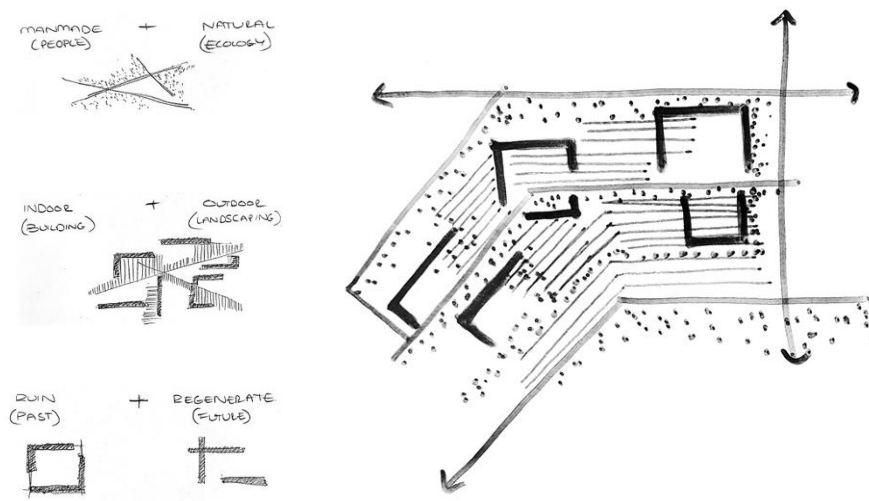 MANMADE + NATURAL
(PEOPLE) (ECOLOGY)
INDOOR + OUTDOOR
(BUILDING) (LANDSCAPING)
RUIN + REGENERATE
(PAST) (FUTURE)